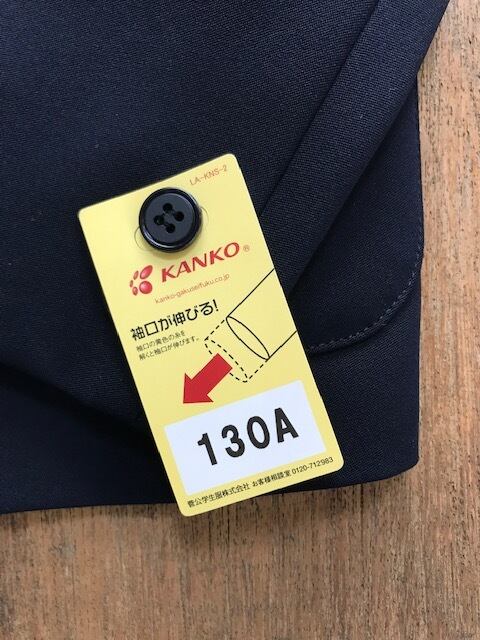 LA-KNS-2
KANKO®
kanko-gakuseifuku.co.jp
袖口が伸びる!
袖口の黄色の糸を
解くと袖口が伸びます。
130A
菅公学生服株式会社 お客様相談室 0120-712983